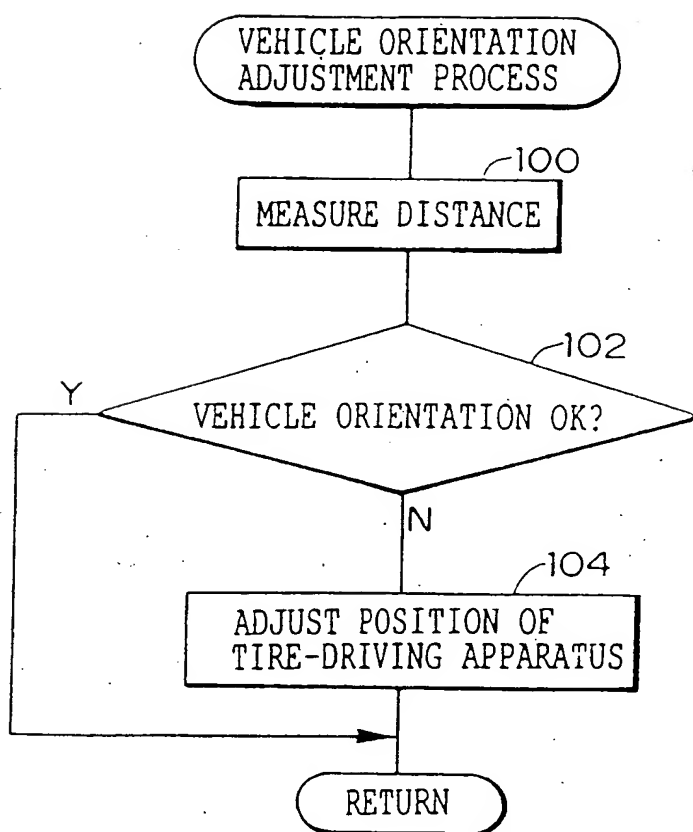 VEHICLE ORIENTATION
ADJUSTMENT PROCESS
100
MEASURE DISTANCE
102
Y
VEHICLE ORIENTATION OK?
N
104
ADJUST POSITION OF
TIRE-DRIVING APPARATUS
RETURN